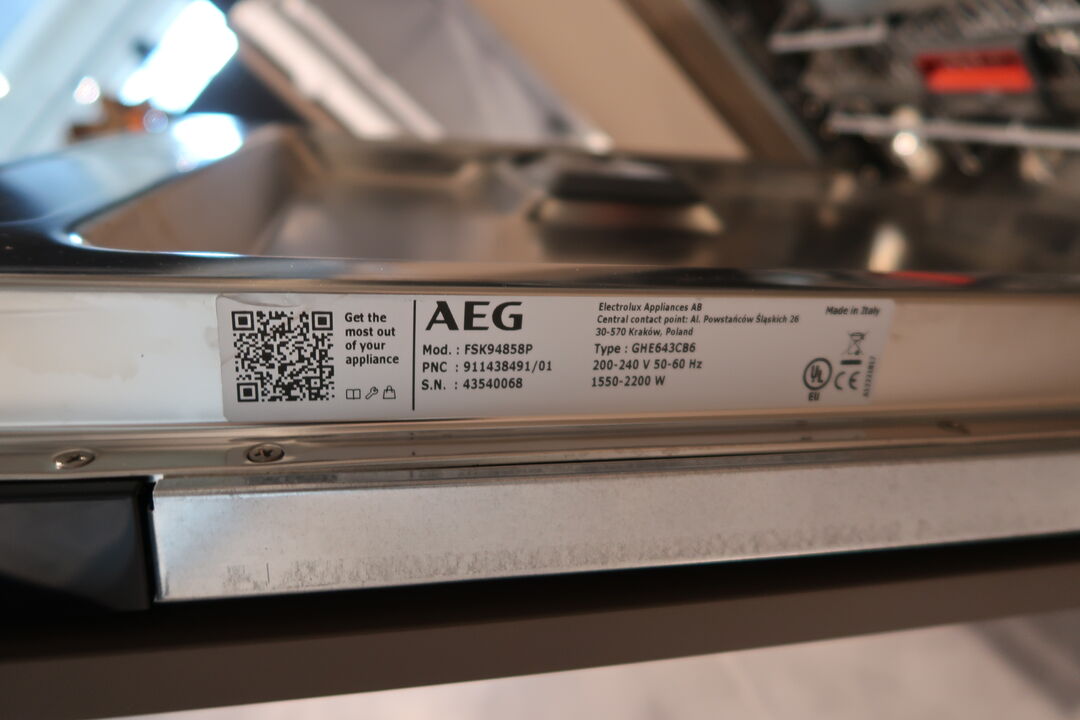 Get the
most out
of your
appliance
AEG
Mod. : FSK94858P
PNC : 911438491/01
S.N. : 43540068
Electrolux Appliances AB
Central contact point: Al. Powstańców Śląskich 26
30-570 Kraków, Poland
Type : GHE643CB6
200-240 V 50-60 Hz
1550-2200 W
Made in Italy
UL
EU
CE